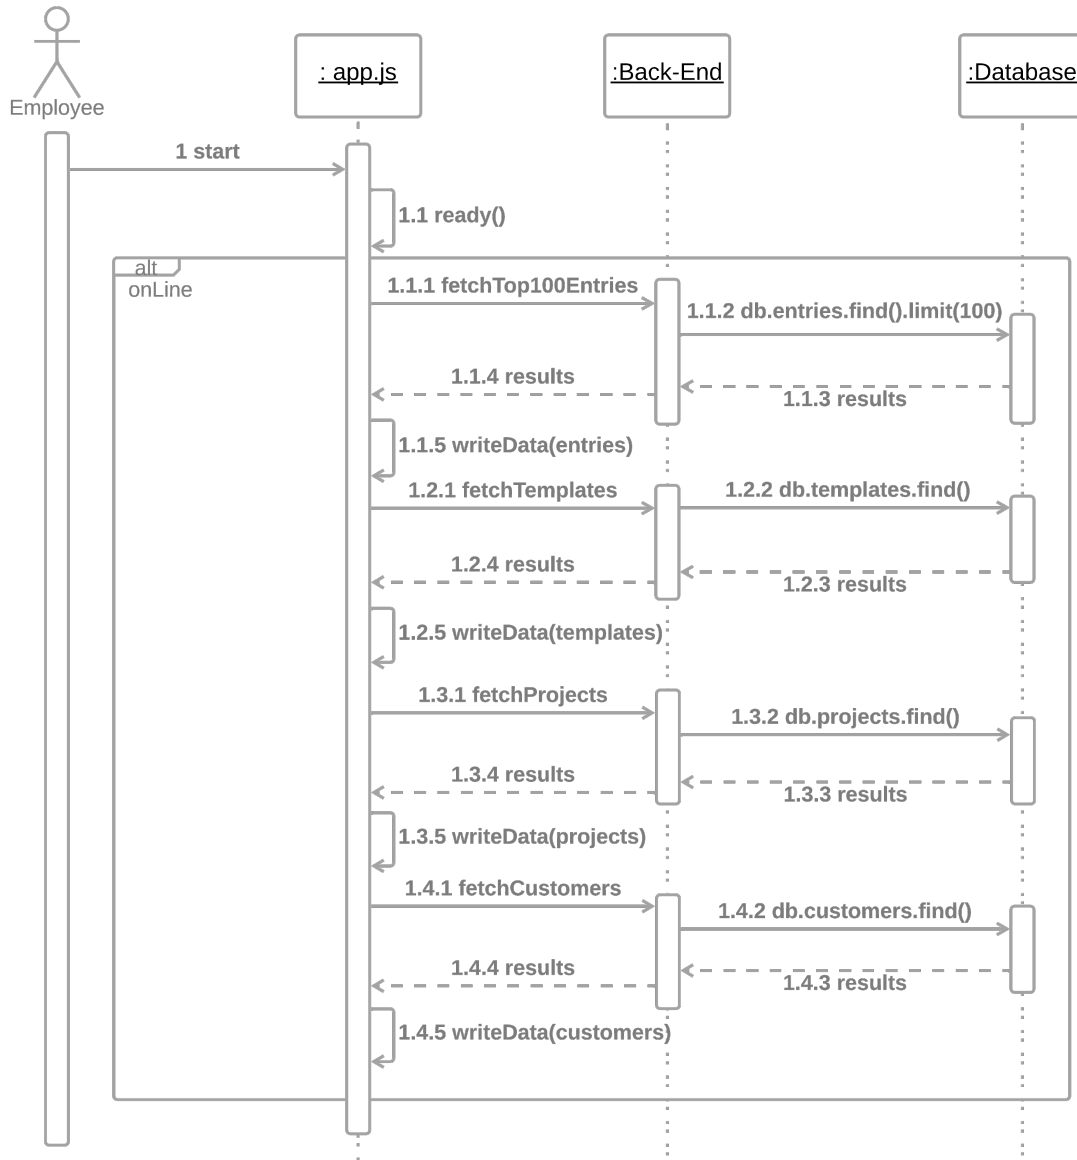 Employee
: app.js
:Back-End
:Database
1 start
1.1 ready()
alt
onLine
1.1.1 fetchTop100Entries
1.1.2 db.entries.find().limit(100)
1.1.4 results
1.1.3 results
1.1.5 writeData(entries)
1.2.1 fetchTemplates
1.2.2 db.templates.find()
1.2.4 results
1.2.3 results
1.2.5 writeData(templates)
1.3.1 fetchProjects
1.3.2 db.projects.find()
1.3.4 results
1.3.3 results
1.3.5 writeData(projects)
1.4.1 fetchCustomers
1.4.2 db.customers.find()
1.4.4 results
1.4.3 results
1.4.5 writeData(customers)